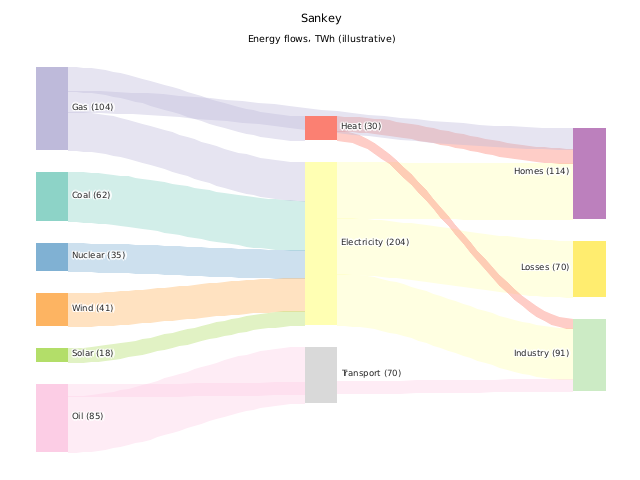 Sankey
Energy flows, TWh (illustrative)
Gas (104)
Heat (30)
Homes (114)
Coal (62)
Electricity (204)
Nuclear (35)
Losses (70)
Wind (41)
Solar (18)
Industry (91)
Transport (70)
Oil (85)